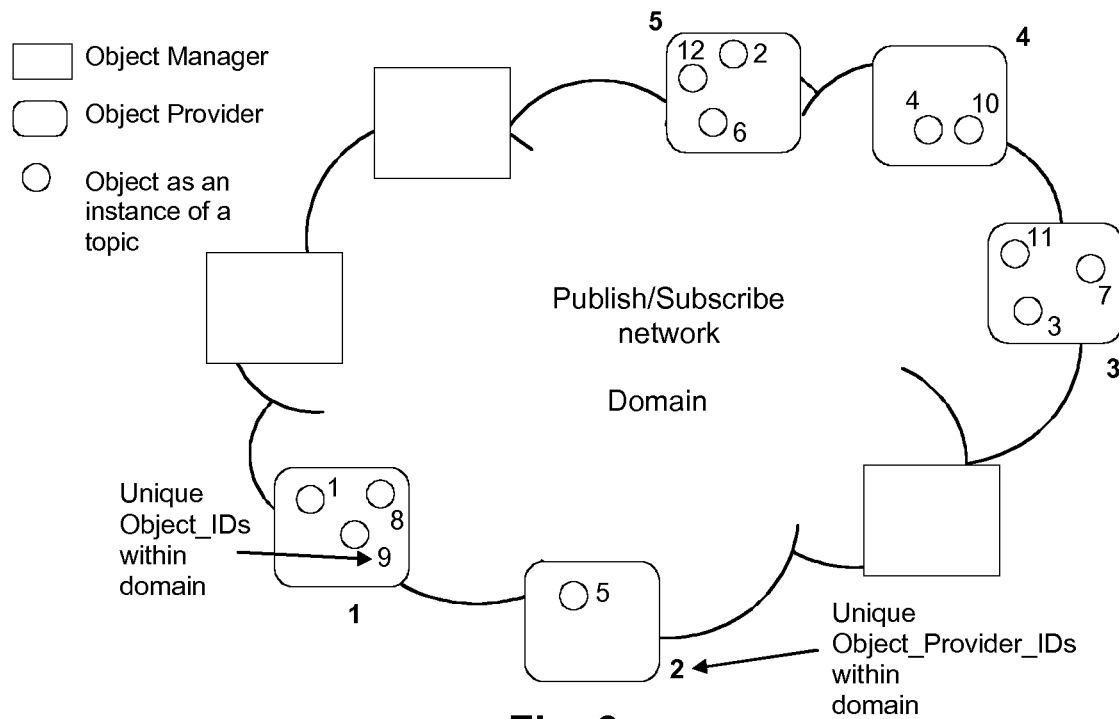 Object Manager
Object Provider
Object as an
instance of a
topic
5
12
2
6
4
4
10
11
7
3
3
Publish/Subscribe
network
Domain
Unique
Object_IDs
within
domain
1
8
9
1
5
2
Unique
Object_Provider_IDs
within
domain